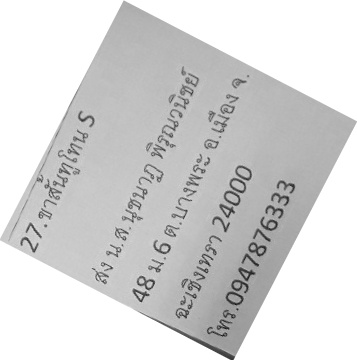 27. ขาสั้นทูโทน S
ส่ง น.ส.นุชนาฎ พิรุณวนิชย์
48 ม.6 ต.บางพระ อ.เมือง จ.
ฉะเชิงเทรา 24000
โทร.0947876333